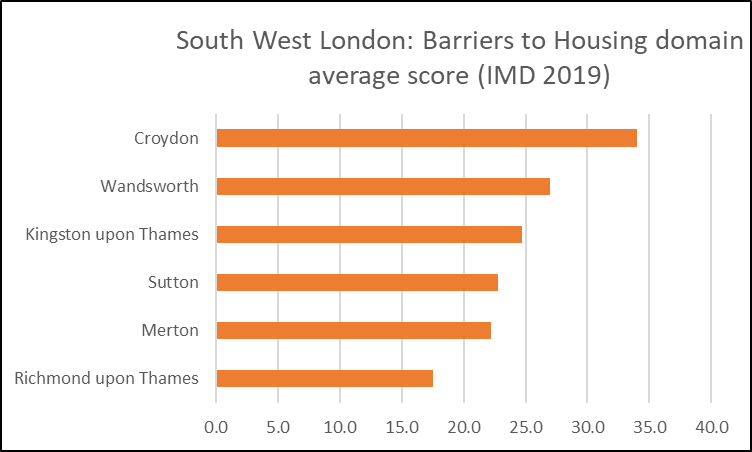 South West London: Barriers to Housing domain
average score (IMD 2019)
Croydon
Wandsworth
Kingston upon Thames
Sutton
Merton
Richmond upon Thames
0.0 5.0 10.0 15.0 20.0 25.0 30.0 35.0 40.0